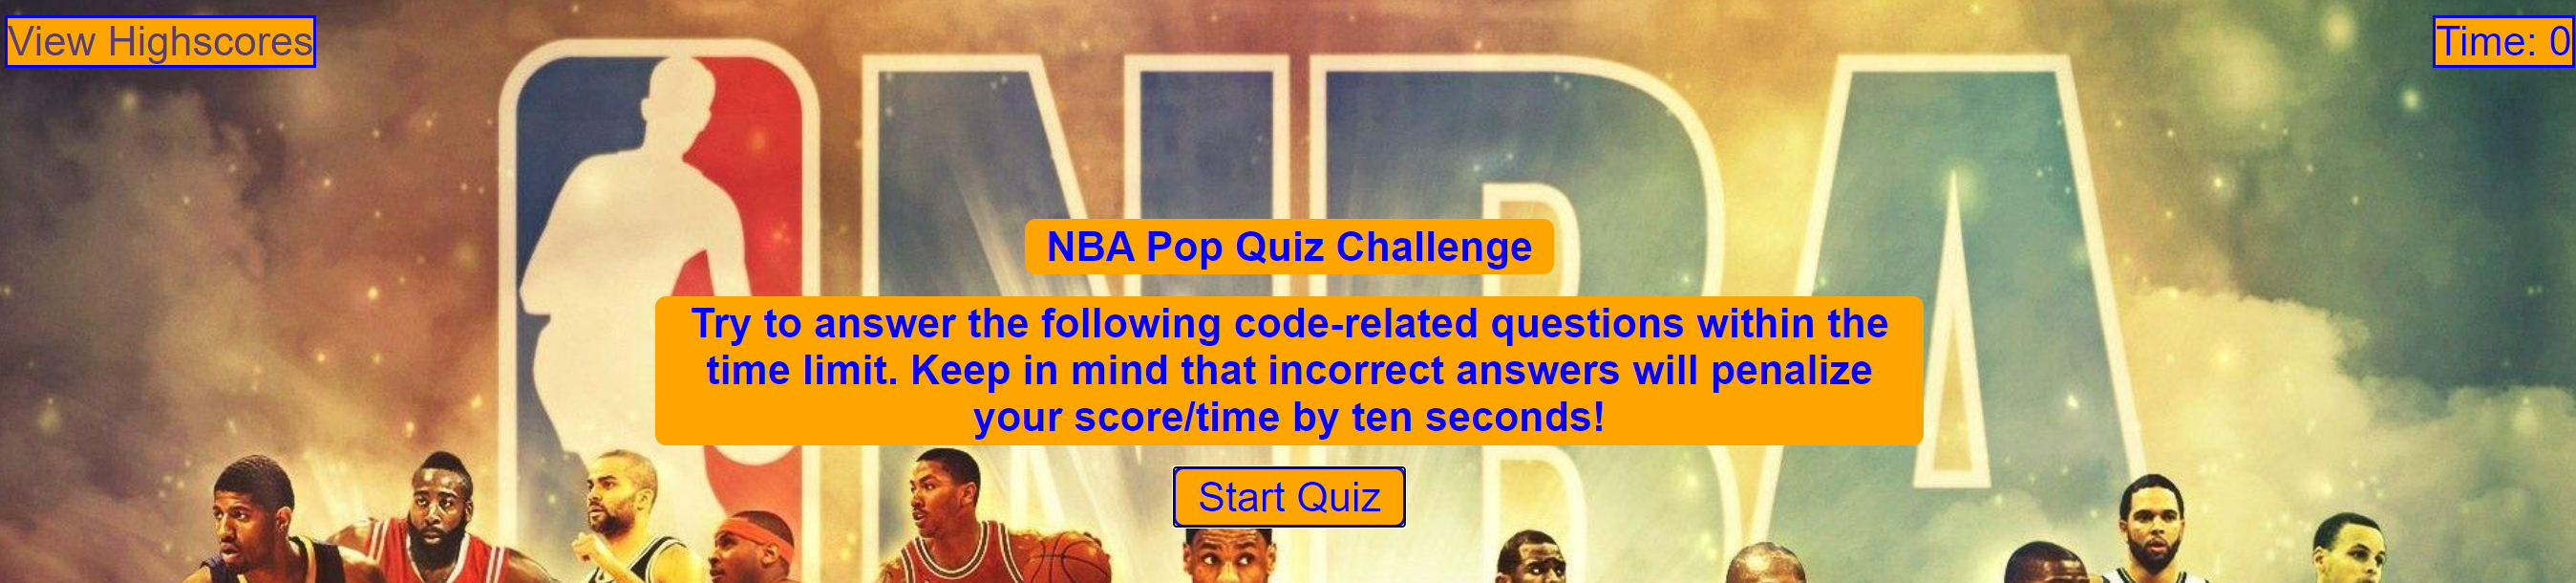 View Highscores
Time: 0
NBA
NBA Pop Quiz Challenge
Try to answer the following code-related questions within the
time limit. Keep in mind that incorrect answers will penalize
your score/time by ten seconds!
Start Quiz